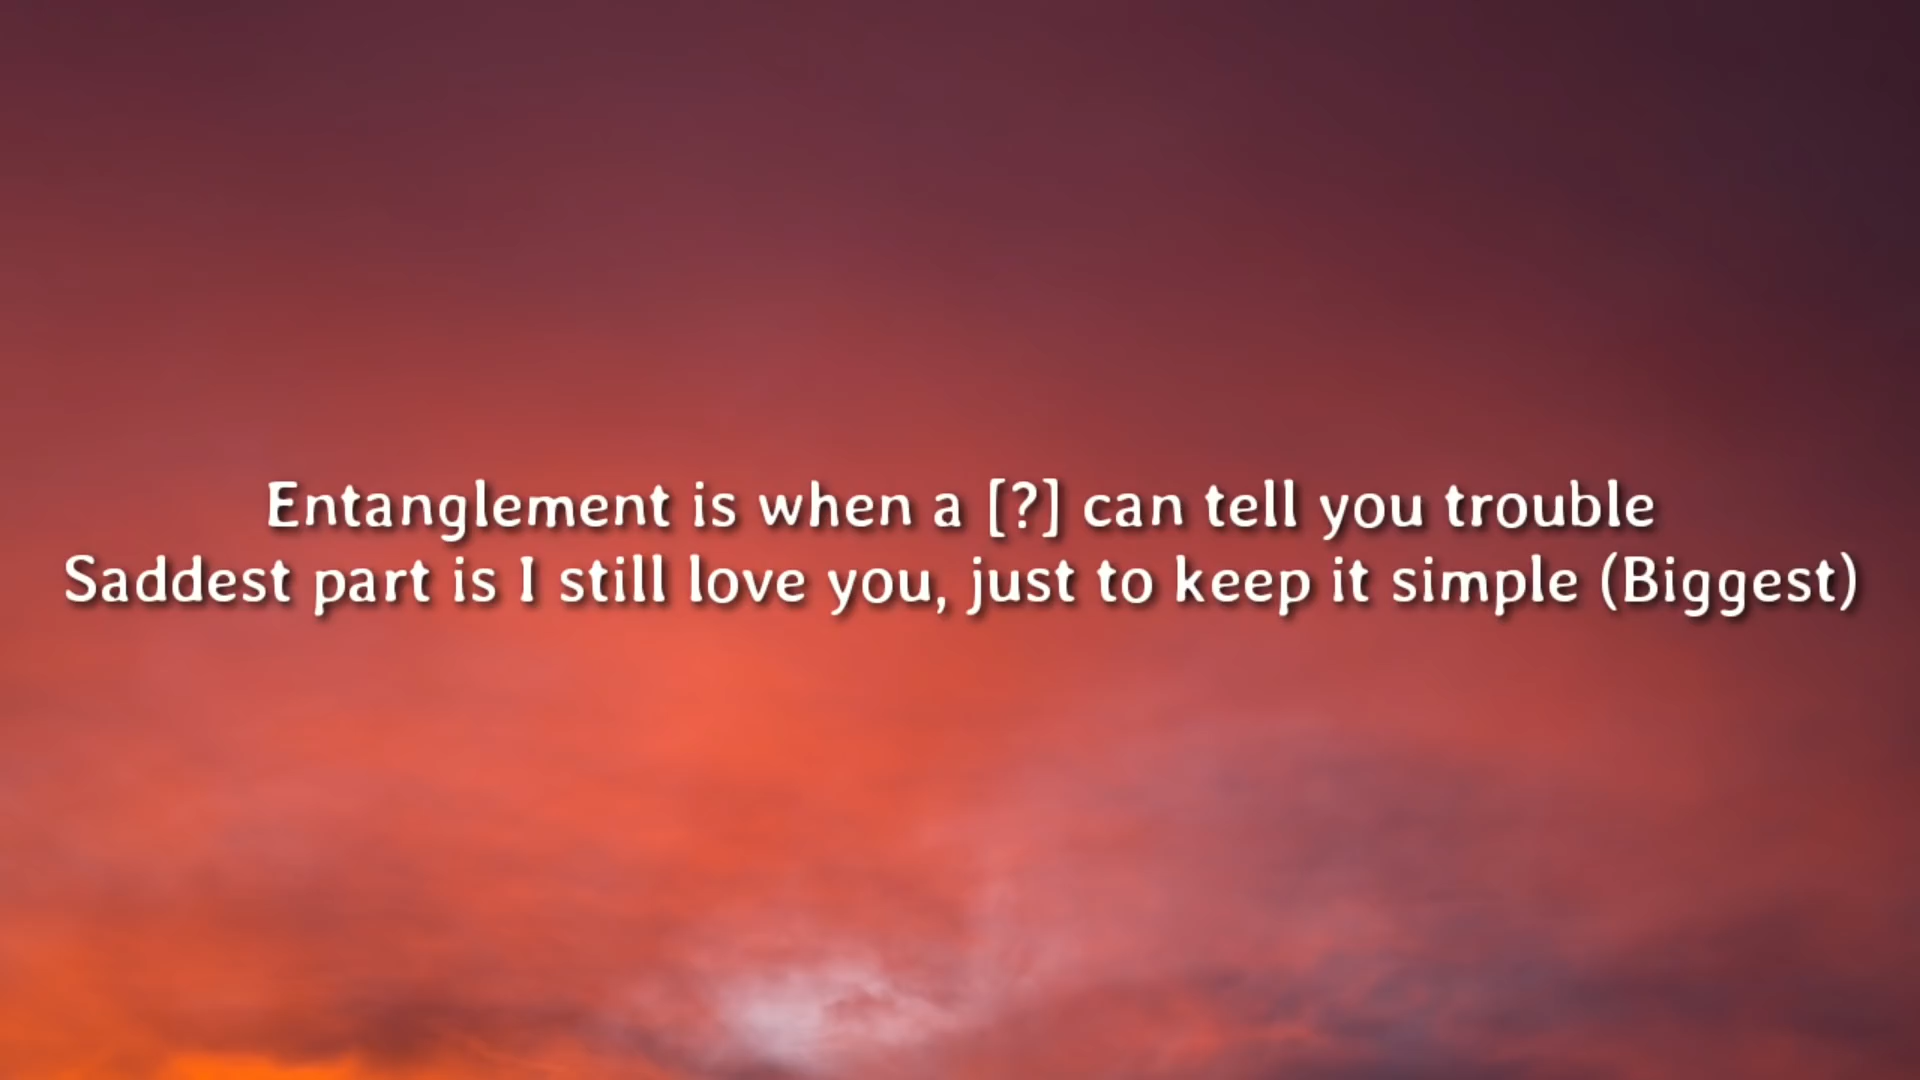 Entanglement is when a [?] can tell you trouble
Saddest part is I still love you, just to keep it simple (Biggest)